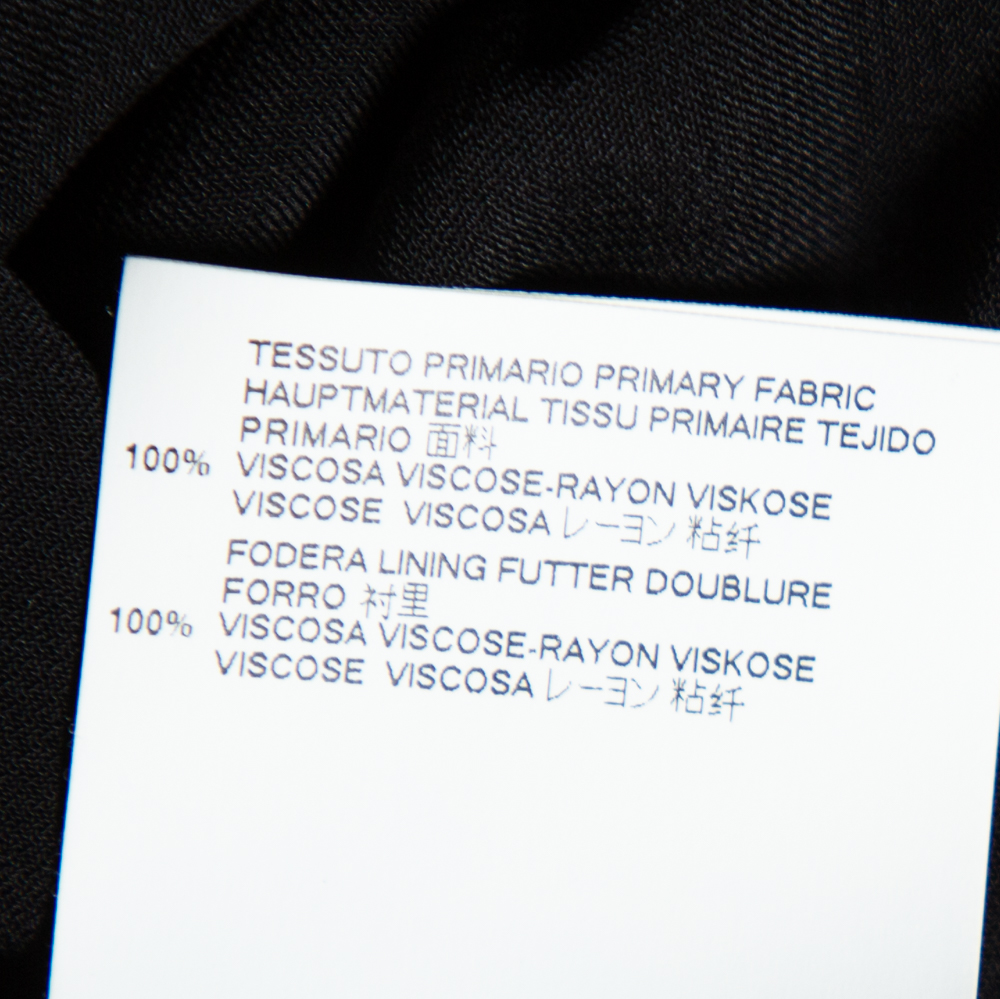 TESSUTO PRIMARIO PRIMARY FABRIC
HAUPTMATERIAL TISSU PRIMAIRE TEJIDO
PRIMARIO 面料
100% VISCOSA VISCOSE-RAYON VISKOSE
VISCOSE VISCOSA レーヨン 粘纤
FODERA LINING FUTTER DOUBLURE
FORRO 衬里
100% VISCOSA VISCOSE-RAYON VISKOSE
VISCOSE VISCOSA レーヨン 粘纤